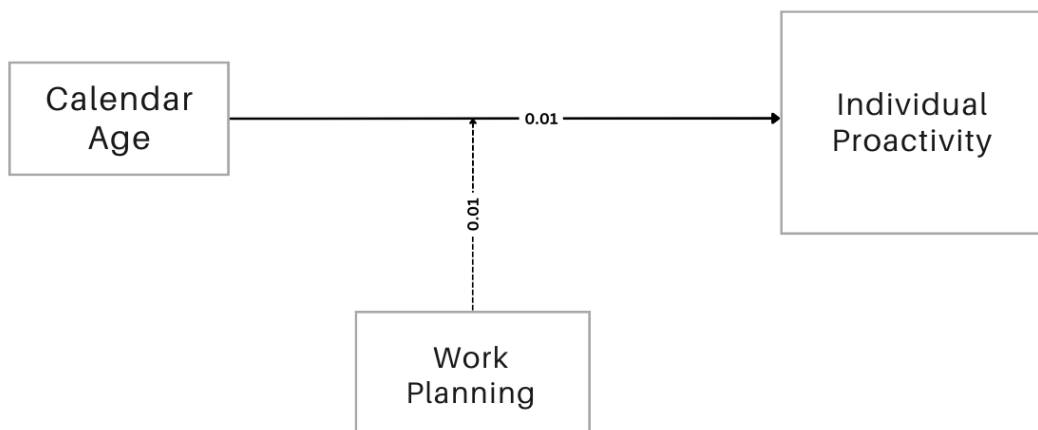 Calendar
Age
0.01
Individual
Proactivity
0.01
Work
Planning